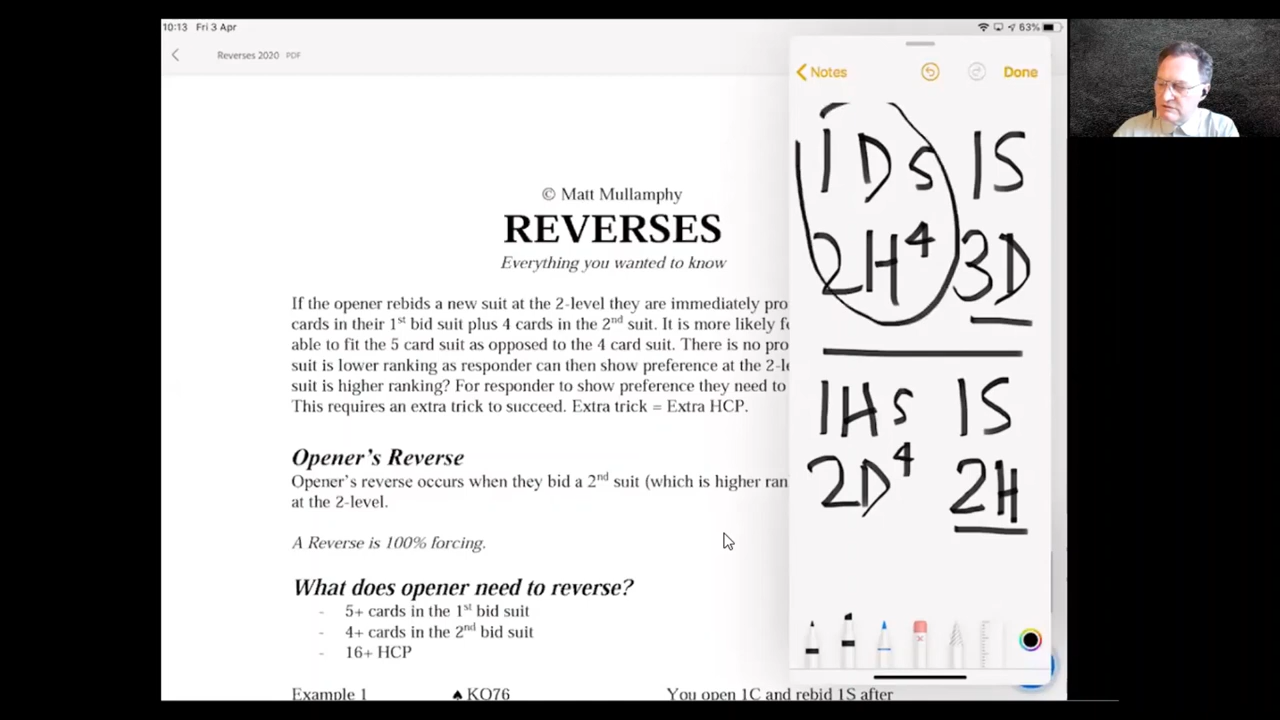 10:13 Fri 3 Apr
63%
Reverses 2020 PDF
© Matt Mullamphy
REVERSES
Everything you wanted to know
If the opener rebids a new suit at the 2-level they are immediately pro
cards in their 1st bid suit plus 4 cards in the 2nd suit. It is more likely fo
able to fit the 5 card suit as opposed to the 4 card suit. There is no pro
suit is lower ranking as responder can then show preference at the 2-le
suit is higher ranking? For responder to show preference they need to
This requires an extra trick to succeed. Extra trick = Extra HCP.
Opener's Reverse
Opener's reverse occurs when they bid a 2nd suit (which is higher ran
at the 2-level.
A Reverse is 100% forcing.
What does opener need to reverse?
- 5+ cards in the 1st bid suit
- 4+ cards in the 2nd bid suit
- 16+ HCP
Example 1 ♠ KQ76 You open 1C and rebid 1S after
Notes Done
1D5 1S
2H4 3D
1H5 1S
2D4 2H